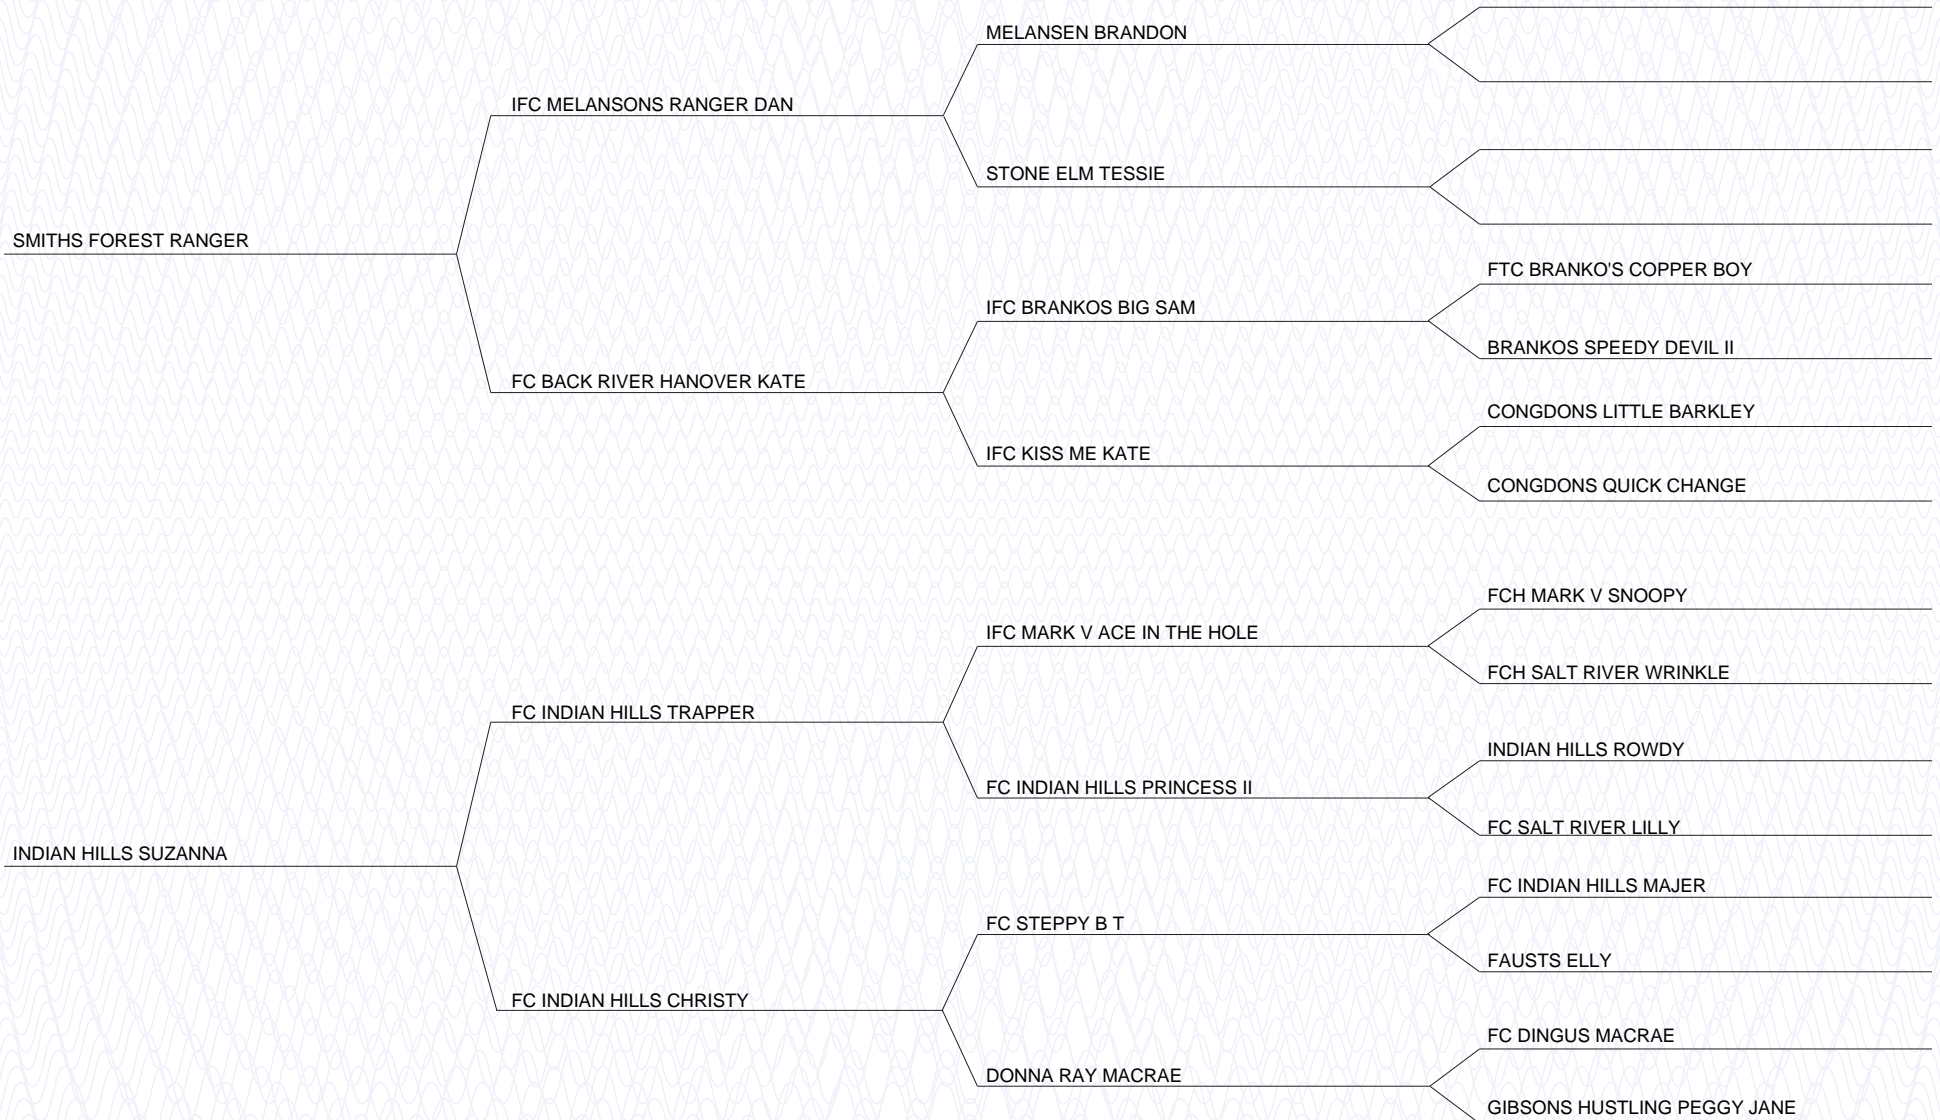 MELANSEN BRANDON
IFC MELANSONS RANGER DAN
STONE ELM TESSIE
SMITHS FOREST RANGER
FTC BRANKO'S COPPER BOY
IFC BRANKOS BIG SAM
BRANKOS SPEEDY DEVIL II
FC BACK RIVER HANOVER KATE
CONGDONS LITTLE BARKLEY
IFC KISS ME KATE
CONGDONS QUICK CHANGE
FCH MARK V SNOOPY
IFC MARK V ACE IN THE HOLE
FCH SALT RIVER WRINKLE
FC INDIAN HILLS TRAPPER
INDIAN HILLS ROWDY
FC INDIAN HILLS PRINCESS II
FC SALT RIVER LILLY
INDIAN HILLS SUZANNA
FC INDIAN HILLS MAJER
FC STEPPY B T
FAUSTS ELLY
FC INDIAN HILLS CHRISTY
FC DINGUS MACRAE
DONNA RAY MACRAE
GIBSONS HUSTLING PEGGY JANE